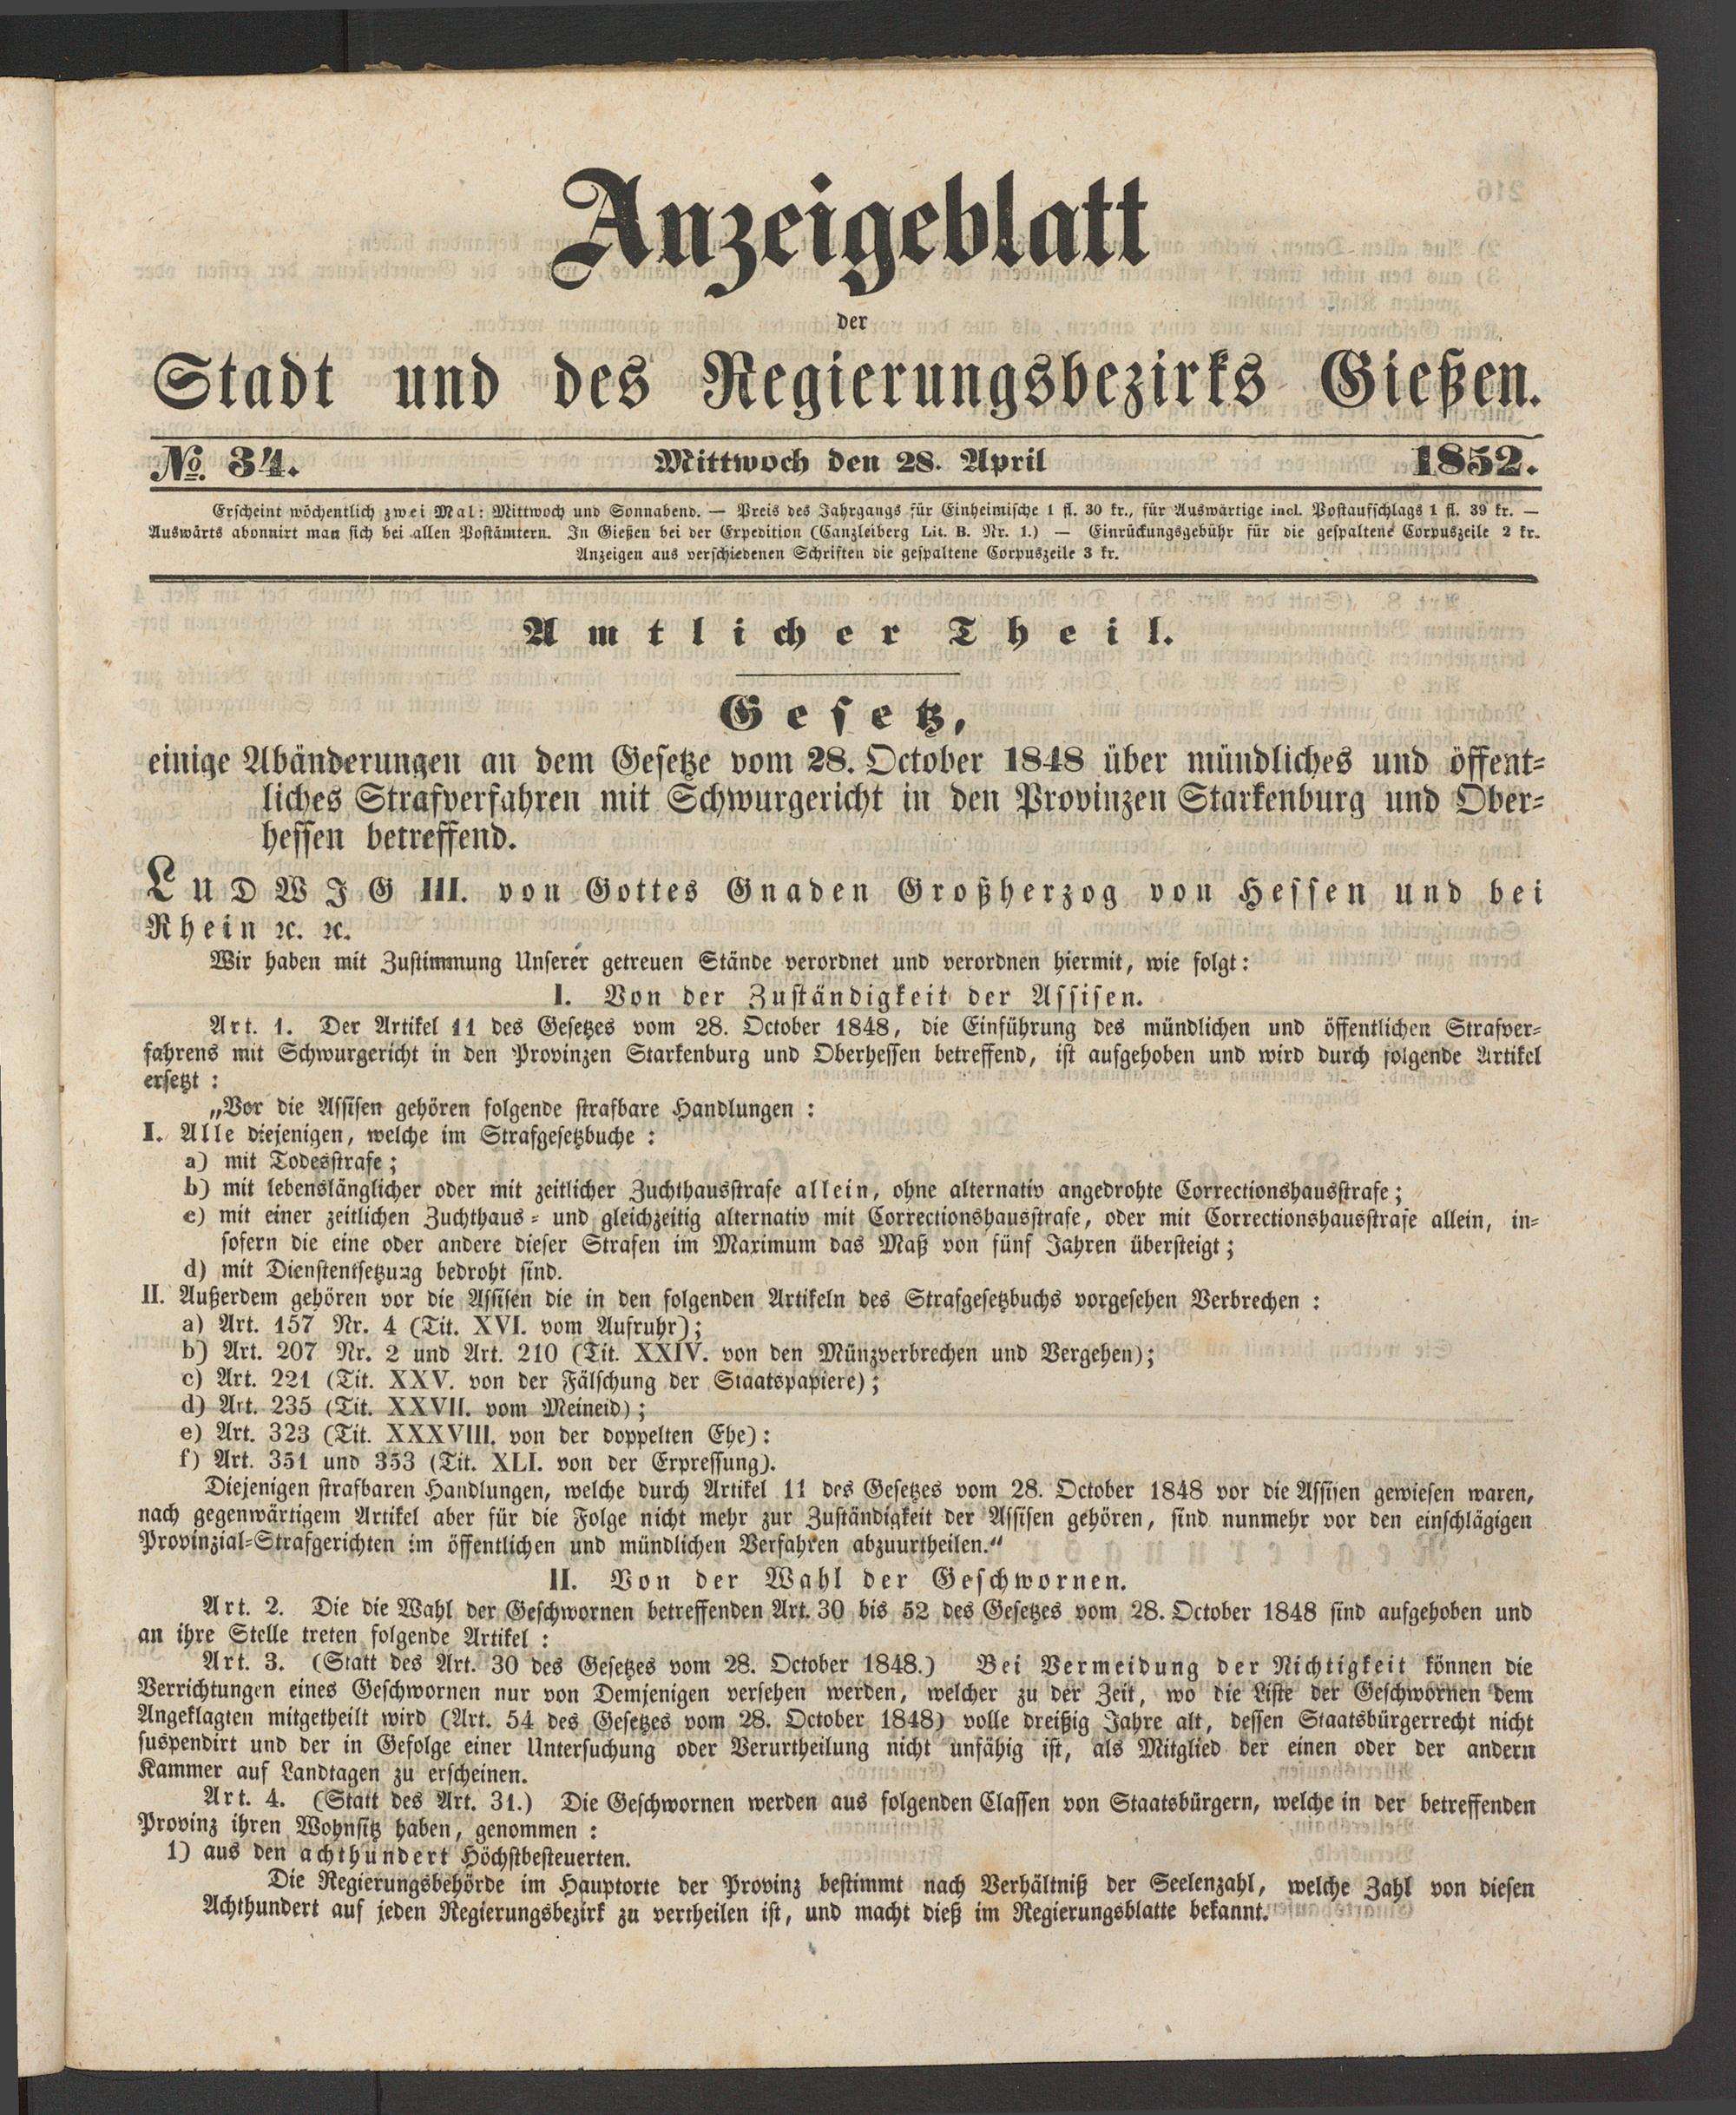 Anzeigeblatt
der
Stadt und des Regierungsbezirks Gießen.
No. 34. Mittwoch den 28. April 1852.
Erscheint wöchentlich zwei Mal: Mittwoch und Sonnabend. — Preis des Jahrgangs für Einheimische 1 fl. 30 kr., für Auswärtige incl. Postaufschlags 1 fl. 39 kr. —
Auswärts abonnirt man sich bei allen Postämtern. In Gießen bei der Expedition (Canzleiberg Lit. B. Nr. 1.) — Einrückungsgebühr für die gespaltene Corpuszeile 2 kr.
Anzeigen aus verschiedenen Schriften die gespaltene Corpuszeile 3 kr.
Amtlicher Theil.
Gesetz,
einige Abänderungen an dem Gesetze vom 28. October 1848 über mündliches und öffent-
liches Strafverfahren mit Schwurgericht in den Provinzen Starkenburg und Ober-
hessen betreffend.
LUDWIG III. von Gottes Gnaden Großherzog von Hessen und bei
Rhein ꝛc. ꝛc.
Wir haben mit Zustimmung Unserer getreuen Stände verordnet und verordnen hiermit, wie folgt:
I. Von der Zuständigkeit der Assisen.
Art. 1. Der Artikel 11 des Gesetzes vom 28. October 1848, die Einführung des mündlichen und öffentlichen Strafver-
fahrens mit Schwurgericht in den Provinzen Starkenburg und Oberhessen betreffend, ist aufgehoben und wird durch folgende Artikel
ersetzt :
„Vor die Assisen gehören folgende strafbare Handlungen :
I. Alle diejenigen, welche im Strafgesetzbuche :
a) mit Todesstrafe ;
b) mit lebenslänglicher oder mit zeitlicher Zuchthausstrafe allein, ohne alternativ angedrohte Correctionshausstrafe ;
c) mit einer zeitlichen Zuchthaus- und gleichzeitig alternativ mit Correctionshausstrafe, oder mit Correctionshausstrafe allein, in-
sofern die eine oder andere dieser Strafen im Maximum das Maß von fünf Jahren übersteigt ;
d) mit Dienstentsetzung bedroht sind.
II. Außerdem gehören vor die Assisen die in den folgenden Artikeln des Strafgesetzbuchs vorgesehen Verbrechen :
a) Art. 157 Nr. 4 (Tit. XVI. vom Aufruhr);
b) Art. 207 Nr. 2 und Art. 210 (Tit. XXIV. von den Münzverbrechen und Vergehen);
c) Art. 221 (Tit. XXV. von der Fälschung der Staatspapiere) ;
d) Art. 235 (Tit. XXVII. vom Meineid) ;
e) Art. 323 (Tit. XXXVIII. von der doppelten Ehe) :
f) Art. 351 und 353 (Tit. XLI. von der Erpressung).
Diejenigen strafbaren Handlungen, welche durch Artikel 11 des Gesetzes vom 28. October 1848 vor die Assisen gewiesen waren,
nach gegenwärtigem Artikel aber für die Folge nicht mehr zur Zuständigkeit der Assisen gehören, sind nunmehr vor den einschlägigen
Provinzial-Strafgerichten im öffentlichen und mündlichen Verfahren abzuurtheilen.“
II. Von der Wahl der Geschwornen.
Art. 2. Die die Wahl der Geschwornen betreffenden Art. 30 bis 52 des Gesetzes vom 28. October 1848 sind aufgehoben und
an ihre Stelle treten folgende Artikel :
Art. 3. (Statt des Art. 30 des Gesetzes vom 28. October 1848.) Bei Vermeidung der Nichtigkeit können die
Verrichtungen eines Geschwornen nur von Demjenigen versehen werden, welcher zu der Zeit, wo die Liste der Geschwornen dem
Angeklagten mitgetheilt wird (Art. 54 des Gesetzes vom 28. October 1848) volle dreißig Jahre alt, dessen Staatsbürgerrecht nicht
suspendirt und der in Gefolge einer Untersuchung oder Verurtheilung nicht unfähig ist, als Mitglied der einen oder der andern
Kammer auf Landtagen zu erscheinen.
Art. 4. (Statt des Art. 31.) Die Geschwornen werden aus folgenden Classen von Staatsbürgern, welche in der betreffenden
Provinz ihren Wohnsitz haben, genommen :
1) aus den achthundert Höchstbesteuerten.
Die Regierungsbehörde im Hauptorte der Provinz bestimmt nach Verhältniß der Seelenzahl, welche Zahl von diesen
Achthundert auf jeden Regierungsbezirk zu vertheilen ist, und macht dieß im Regierungsblatte bekannt.